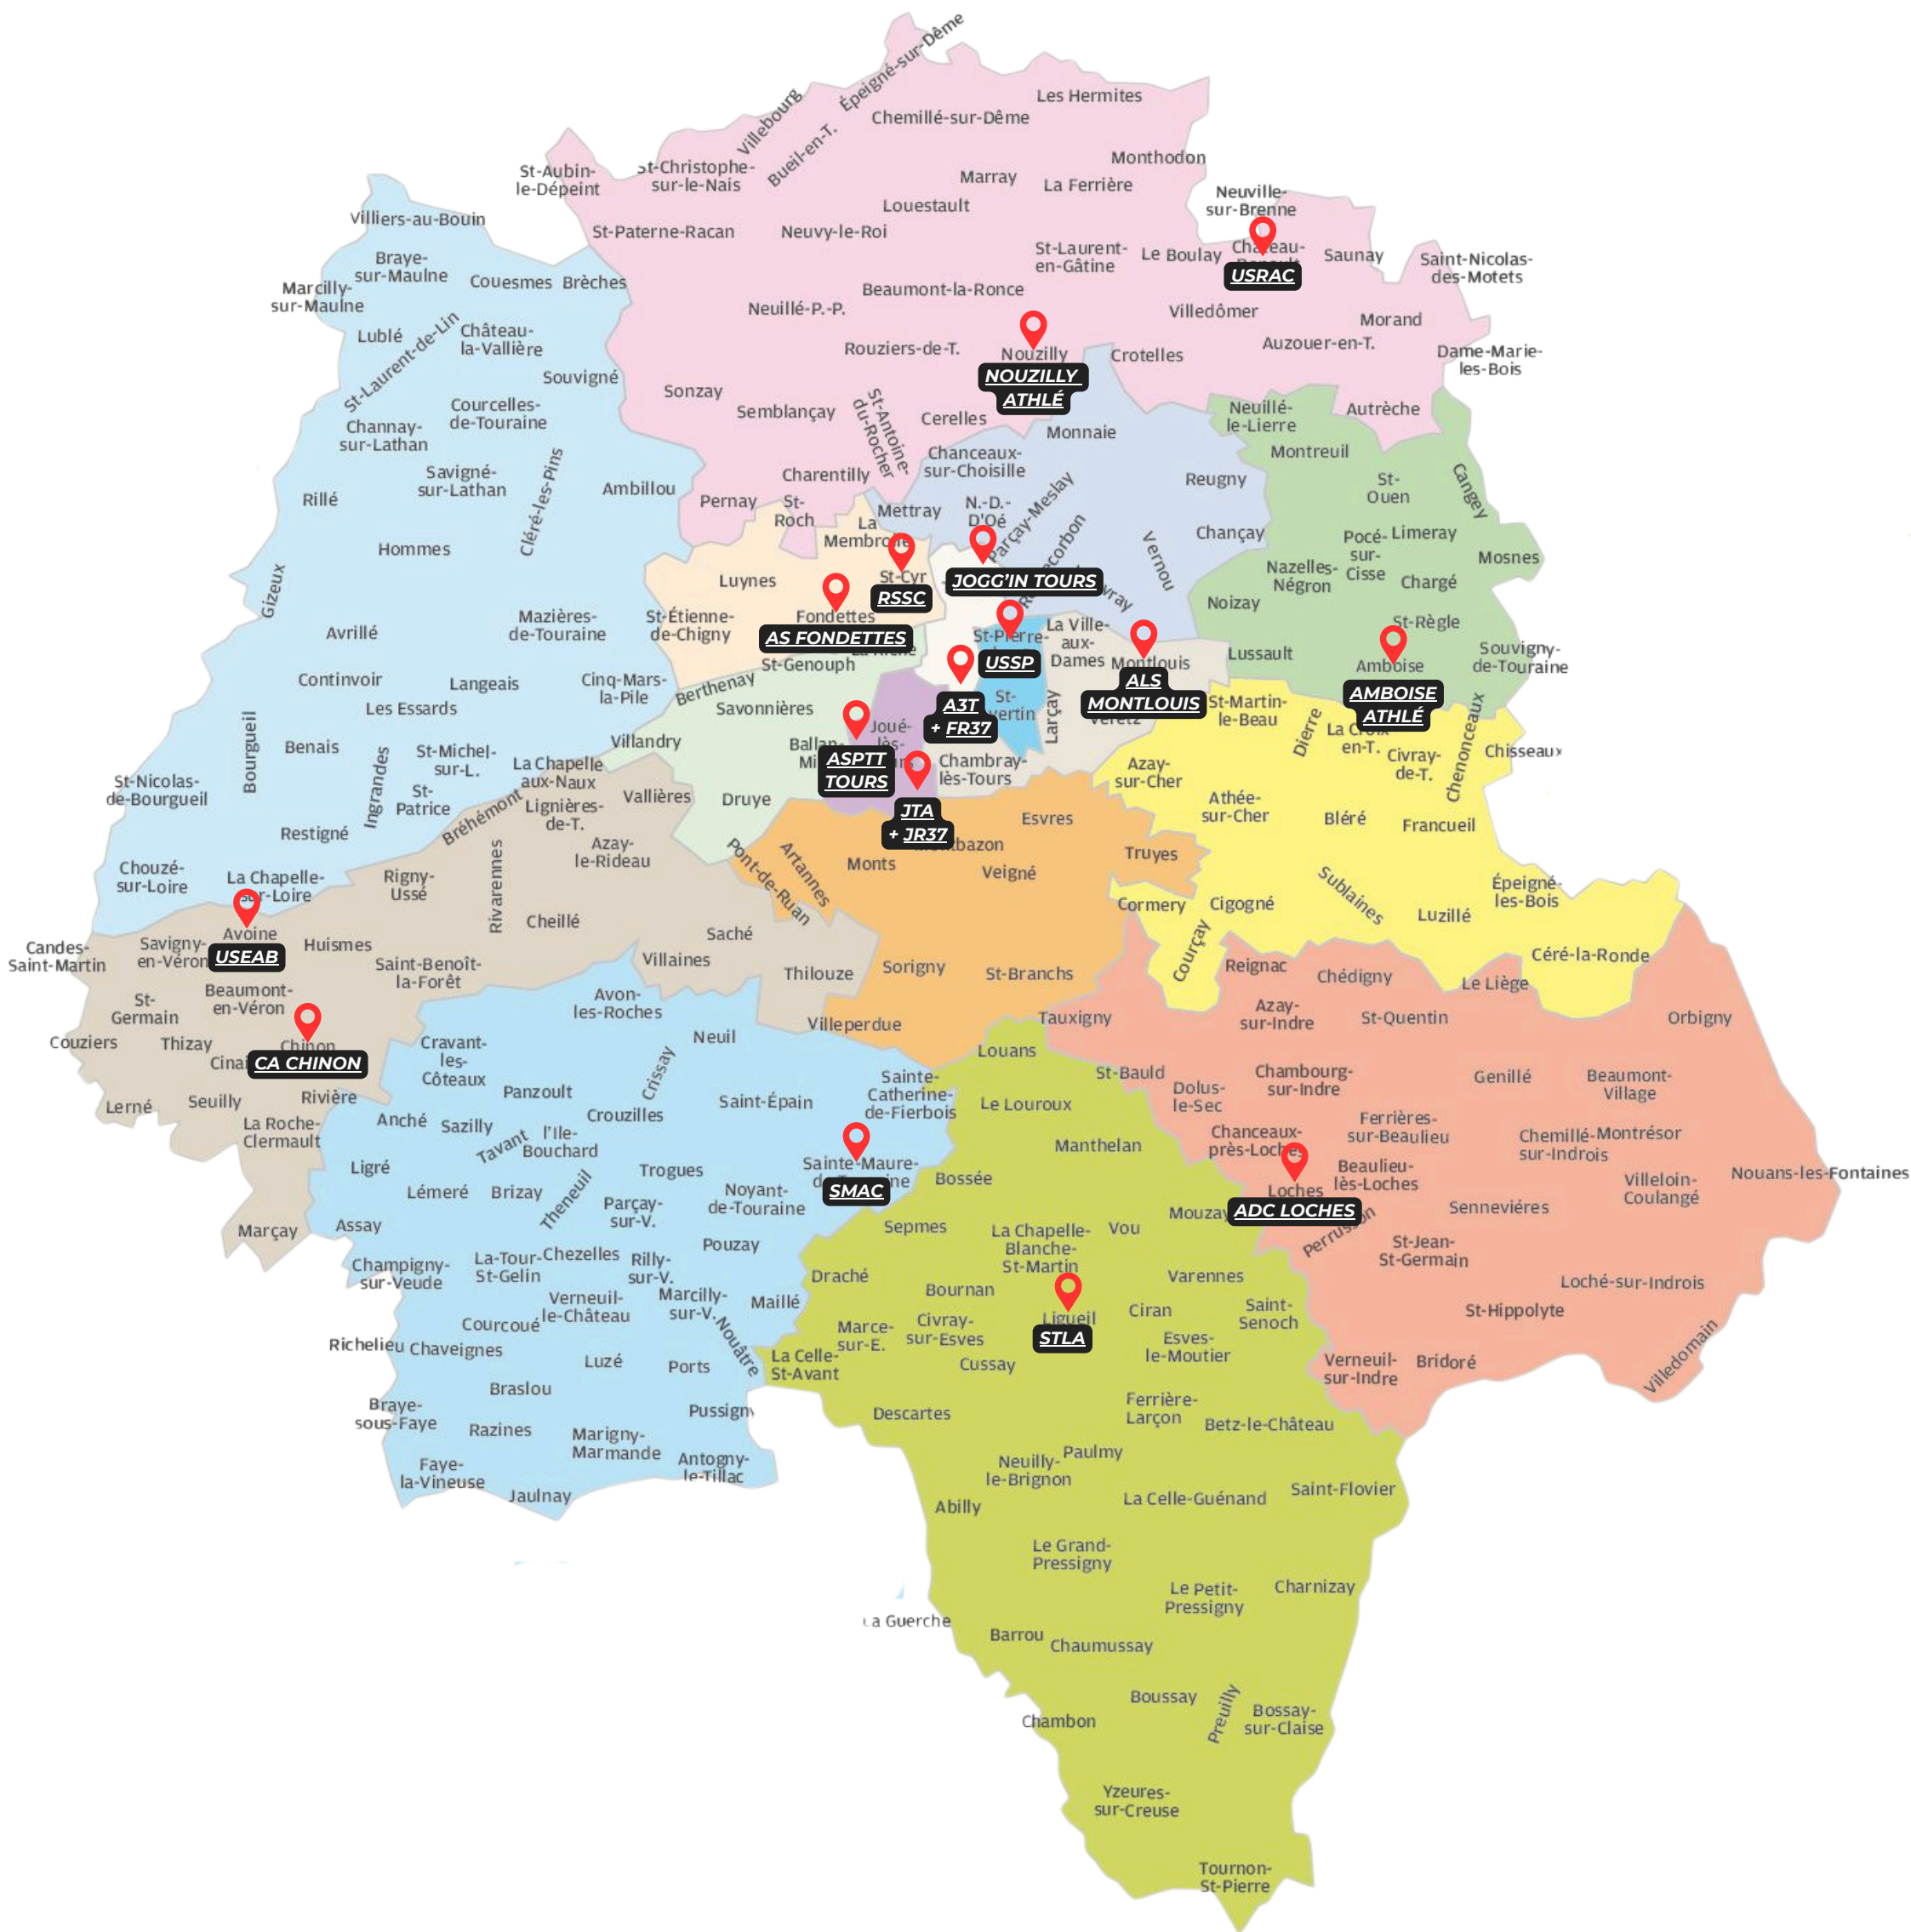 Épeigné-sur-Dême
Villebourg
Bueil-en-T.
Les Hermites
Chemillé-sur-Dême
St-Aubin-
le-Dépeint
St-Christophe-
sur-le-Nais
Monthodon
Marray
La Ferrière
Louestault
Neuville-
sur-Brenne
Villiers-au-Bouin
St-Paterne-Racan
Neuvy-le-Roi
St-Laurent-
en-Gâtine
Le Boulay
USRAC
Saunay
Saint-Nicolas-
des-Motets
Braye-
sur-Maulne
Couesmes
Brèches
Marcilly-
sur-Maulne
Beaumont-la-Ronce
Neuillé-P.-P.
Villedômer
Morand
Lublé
St-Laurent-de-Lin
Château-
la-Vallière
Rouziers-de-T.
Nouzilly
NOUZILLY
ATHLÉ
Crotelles
Auzouer-en-T.
Dame-Marie-
les-Bois
Souvigné
Sonzay
Semblançay
St-Antoine-
du-Rocher
Cerelles
Neuillé-
le-Lierre
Autrèche
Courcelles-
de-Touraine
Channay-
sur-Lathan
Monnaie
Montreuil
Chanceaux-
sur-Choisille
Savigné-
sur-Lathan
Cléré-les-Pins
Ambillou
Charentilly
Reugny
St-
Ouen
Cangey
Rillé
Pernay
St-
Roch
Mettray
N.-D.-
D'Oé
Parçay-Meslay
La
Chançay
Pocé-
sur-
Cisse
Limeray
Mosnes
Hommes
Vernou
Nazelles-
Négron
Chargé
Gizeux
Luynes
St-Cyr
RSSC
JOGG'IN TOURS
Noizay
Avrillé
Mazières-
de-Touraine
St-Étienne-
de-Chigny
Fondettes
AS FONDETTES
St-Pierre-
USSP
La Ville-
aux-
Dames
Montlouis
ALS
MONTLOUIS
Lussault
St-Règle
Amboise
AMBOISE
ATHLÉ
Souvigny-
de-Touraine
St-Genouph
Continvoir
Langeais
Cinq-Mars-
la-Pile
Berthenay
Savonnières
A3T
+ FR37
St-
Larçay
St-Martin-
le-Beau
Dierre
en-T.
Chenonceaux
Les Essards
Bourgueil
Benais
Ingrandes
St-Michel-
sur-L.
La Chapelle
aux-Naux
Villandry
ASPTT
TOURS
Joué-
Chambray-
lès-Tours
Azay-
sur-Cher
Civray-
de-T.
Chisseaux
St-Nicolas-
de-Bourgueil
St-
Patrice
Bréhémont
Lignières-
de-T.
Vallières
Druye
JTA
+ JR37
Esvres
Athée-
sur-Cher
Bléré
Francueil
Restigné
Azay-
le-Rideau
Pont-de-Ruan
Artannes
Monts
Veigné
Truyes
Chouzé-
sur-Loire
La Chapelle-
Rigny-
Ussé
Rivarennes
Cheillé
Cormery
Cigogné
Sublaines
Luzillé
Épeigné-
les-Bois
Candes-
Saint-Martin
Savigny-
en-Véron
Avoine
USEAB
Huismes
Saché
Courçay
Céré-la-Ronde
Saint-Benoît-
la-Forêt
Villaines
Thilouze
Sorigny
St-Branchs
Reignac
Chédigny
Le Liège
Beaumont-
en-Véron
St-
Germain
Avon-
les-Roches
Villeperdue
Tauxigny
Azay-
sur-Indre
St-Quentin
Orbigny
Couziers
Thizay
Chinon
CA CHINON
Cravant-
les-
Côteaux
Neuil
Louans
Crissay
Panzoult
Sainte-
Catherine-
de-Fierbois
St-Bauld
Dolus-
le-Sec
Chambourg-
sur-Indre
Genillé
Beaumont-
Village
Lerné
Seuilly
Rivière
Saint-Épain
Le Louroux
Crouzilles
La Roche-
Clermault
Anché
Sazilly
Tavant
l'Ile-
Bouchard
Manthelan
Chanceaux-
près-Loches
Ferrières-
sur-Beaulieu
Chemillé-
sur-Indrois
Montrésor
Ligré
Trogues
Sainte-Maure-
SMAC
Bossée
Loches
ADC LOCHES
Beaulieu-
lès-Loches
Villeloin-
Coulangé
Nouans-les-Fontaines
Lémeré
Brizay
Theneuil
Parçay-
sur-V.
Noyant-
de-Touraine
Sennevières
Marçay
Assay
Sepmes
La Chapelle-
Blanche-
St-Martin
Vou
Mouzay
Perrusson
St-Jean-
St-Germain
Champigny-
sur-Veude
La-Tour-
St-Gelin
Chezelles
Rilly-
sur-V.
Pouzay
Draché
Bournan
Varennes
Loché-sur-Indrois
Verneuil-
le-Château
Marcilly-
sur-V.
Maillé
Ligueil
STLA
Ciran
Saint-
Senoch
St-Hippolyte
Courcoué
Nouâtre
Marce-
sur-E.
Civray-
sur-Esves
Esves-
le-Moutier
Richelieu
Chaveignes
Luzé
Ports
La Celle-
St-Avant
Cussay
Verneuil-
sur-Indre
Bridoré
Villedomain
Braslou
Braye-
sous-Faye
Razines
Pussigny
Descartes
Ferrière-
Larçon
Betz-le-Château
Marigny-
Marmande
Antogny-
le-Tillac
Faye-
la-Vineuse
Jaulnay
Neuilly-
le-Brignon
Paulmy
Abilly
La Celle-Guénand
Saint-Flovier
Le Grand-
Pressigny
Le Petit-
Pressigny
Charnizay
La Guerche
Barrou
Chaumussay
Boussay
Preuilly
Bossay-
sur-Claise
Chambon
Yzeures-
sur-Creuse
Tournon-
St-Pierre